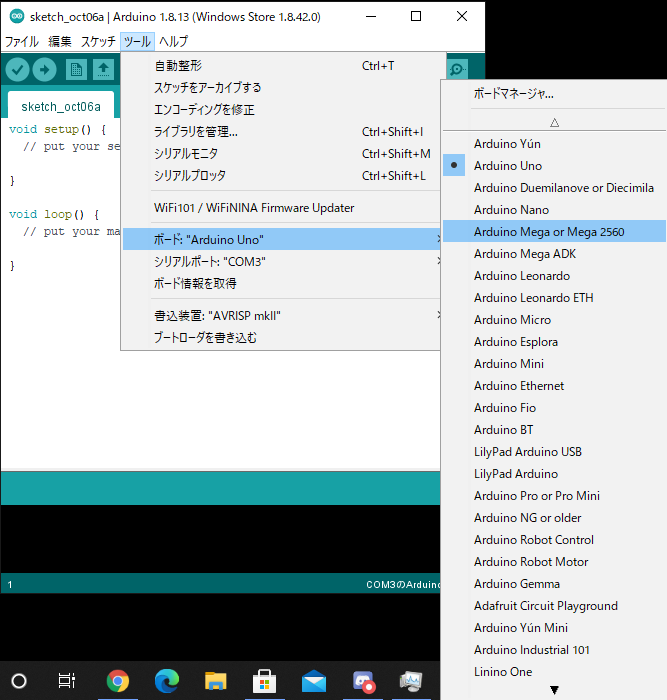 sketch_oct06a | Arduino 1.8.13 (Windows Store 1.8.42.0)
ファイル 編集 スケッチ ツール ヘルプ
sketch_oct06a
void setup() {
// put your se
}
void loop() {
// put your ma
}
自動整形 Ctrl+T
スケッチをアーカイブする
エンコーディングを修正
ライブラリを管理... Ctrl+Shift+I
シリアルモニタ Ctrl+Shift+M
シリアルプロッタ Ctrl+Shift+L
WiFi101 / WiFiNINA Firmware Updater
ボード: "Arduino Uno"
シリアルポート: "COM3"
ボード情報を取得
書込装置: "AVRISP mkII"
ブートローダを書き込む
ボードマネージャ...
Arduino Yún
Arduino Uno
Arduino Duemilanove or Diecimila
Arduino Nano
Arduino Mega or Mega 2560
Arduino Mega ADK
Arduino Leonardo
Arduino Leonardo ETH
Arduino Micro
Arduino Esplora
Arduino Mini
Arduino Ethernet
Arduino Fio
Arduino BT
LilyPad Arduino USB
LilyPad Arduino
Arduino Pro or Pro Mini
Arduino NG or older
Arduino Robot Control
Arduino Robot Motor
Arduino Gemma
Adafruit Circuit Playground
Arduino Yún Mini
Arduino Industrial 101
Linino One
1 COM3のArduino